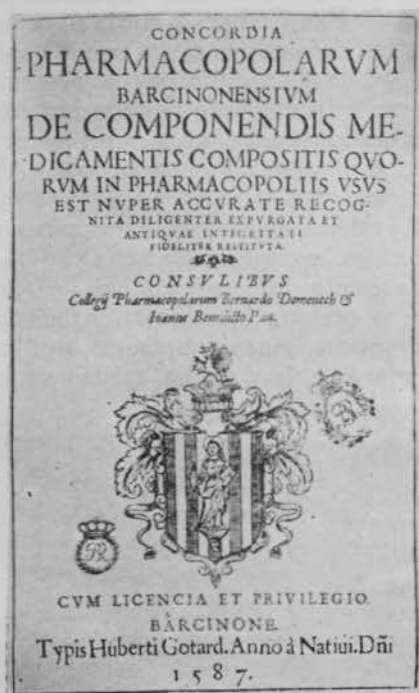 CONCORDIA
PHARMACOPOLARVM
BARCINONENSIVM
DE COMPONENDIS ME-
DICAMENTIS COMPOSITIS QVO-
RVM IN PHARMACOPOLIIS VSVS
EST NVPER ACCVRATE RECOG-
NITA DILIGENTER EXPVRGATA ET
ANTIQVAE INTEGRITATI
FIDELITER RESTITVTA.
CONSVLIBVS
Collegij Pharmacopolarum Bernardo Domenech &
Ioanne Benedicto Pau.
CVM LICENCIA ET PRIVILEGIO.
BARCINONE.
Typis Huberti Gotard. Anno à Natiui. Dñi
1587.